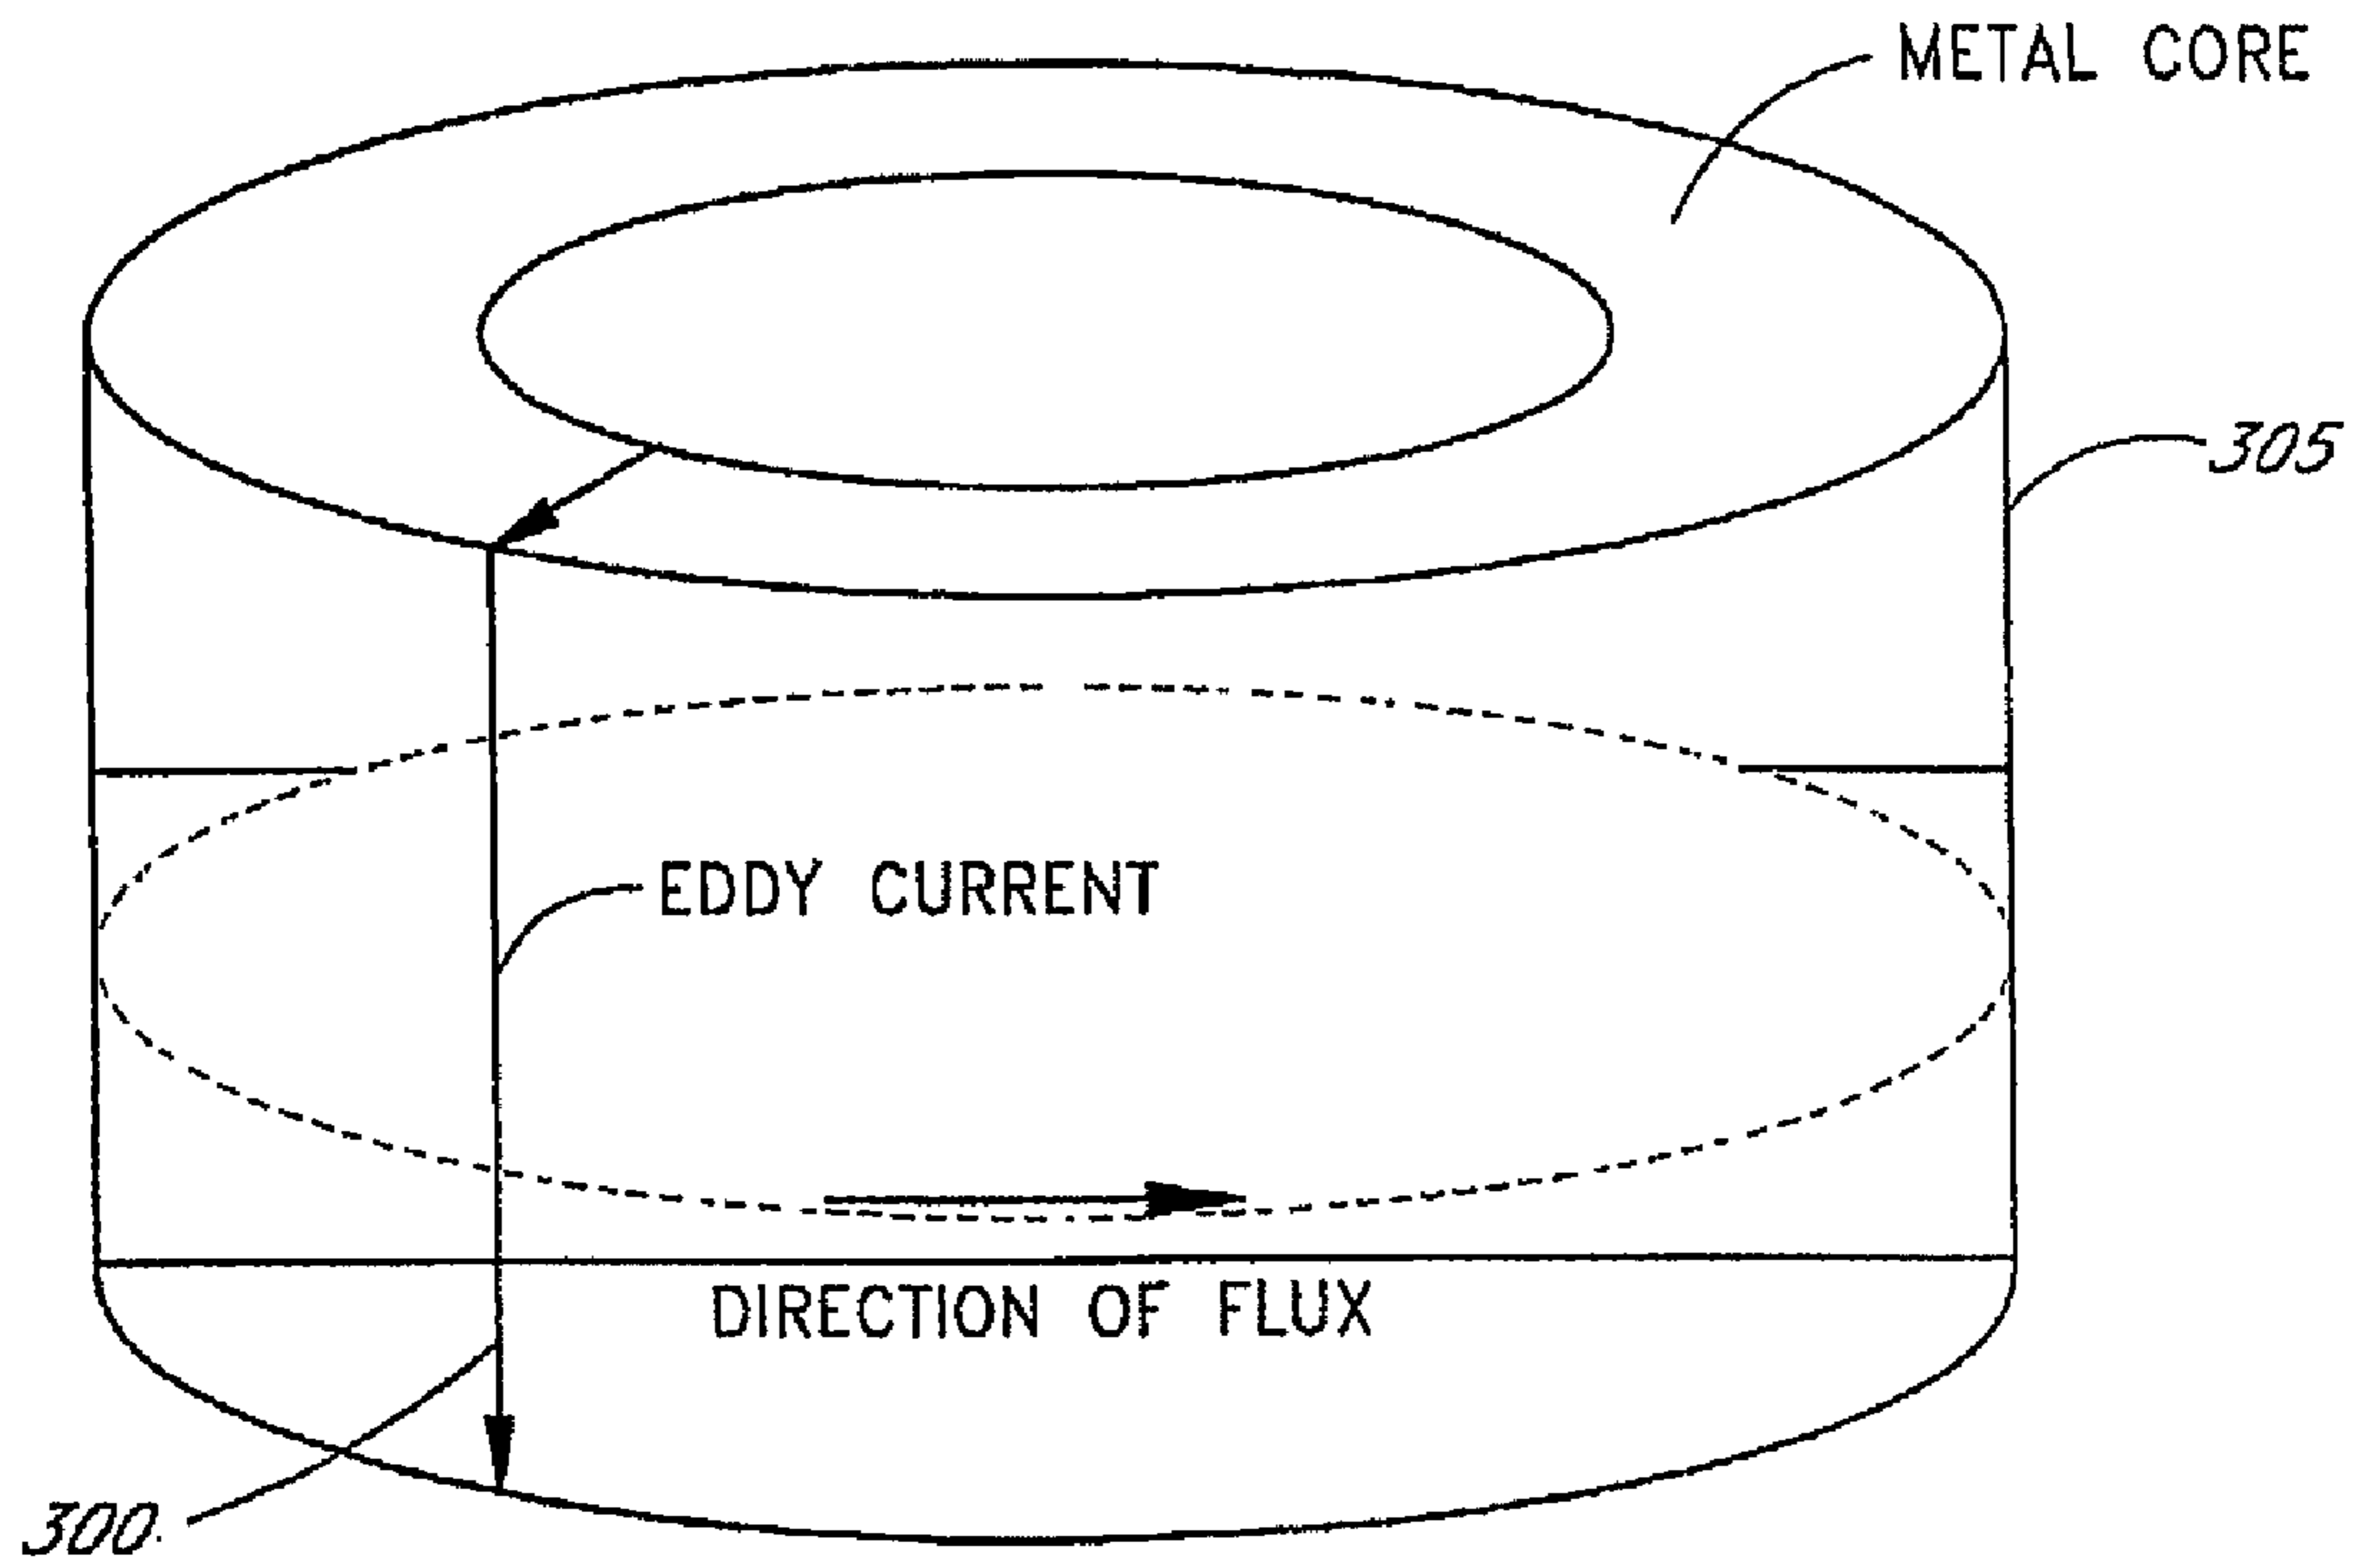 METAL CORE
305
EDDY CURRENT
DIRECTION OF FLUX
300